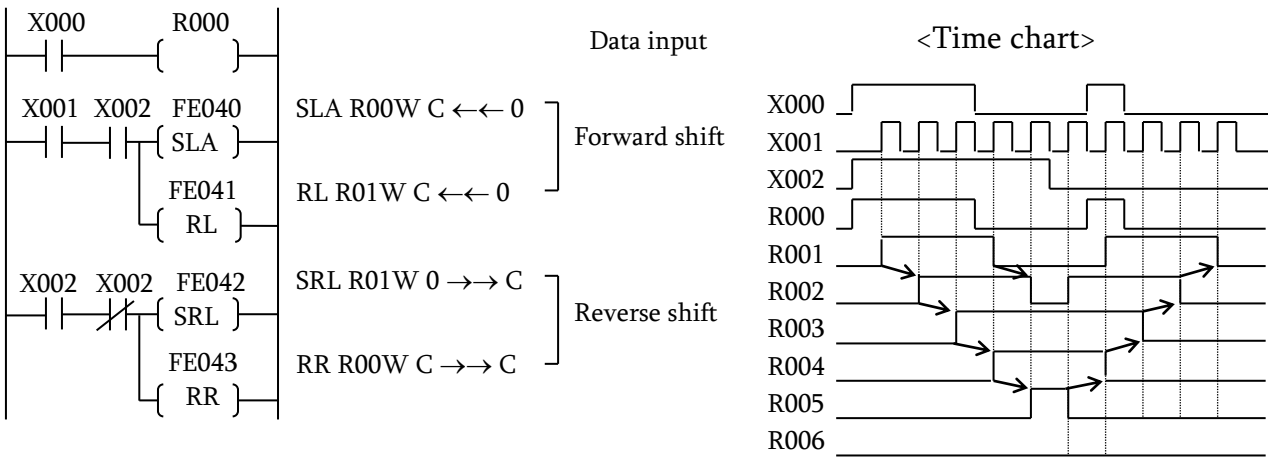 X000 R000
Data input
X001 X002 FE040
SLA
SLA R00W C ←← 0
FE041
RL
RL R01W C ←← 0
Forward shift
X002 X002 FE042
SRL
SRL R01W 0 →→ C
FE043
RR
RR R00W C →→ C
Reverse shift
<Time chart>
X000
X001
X002
R000
R001
R002
R003
R004
R005
R006